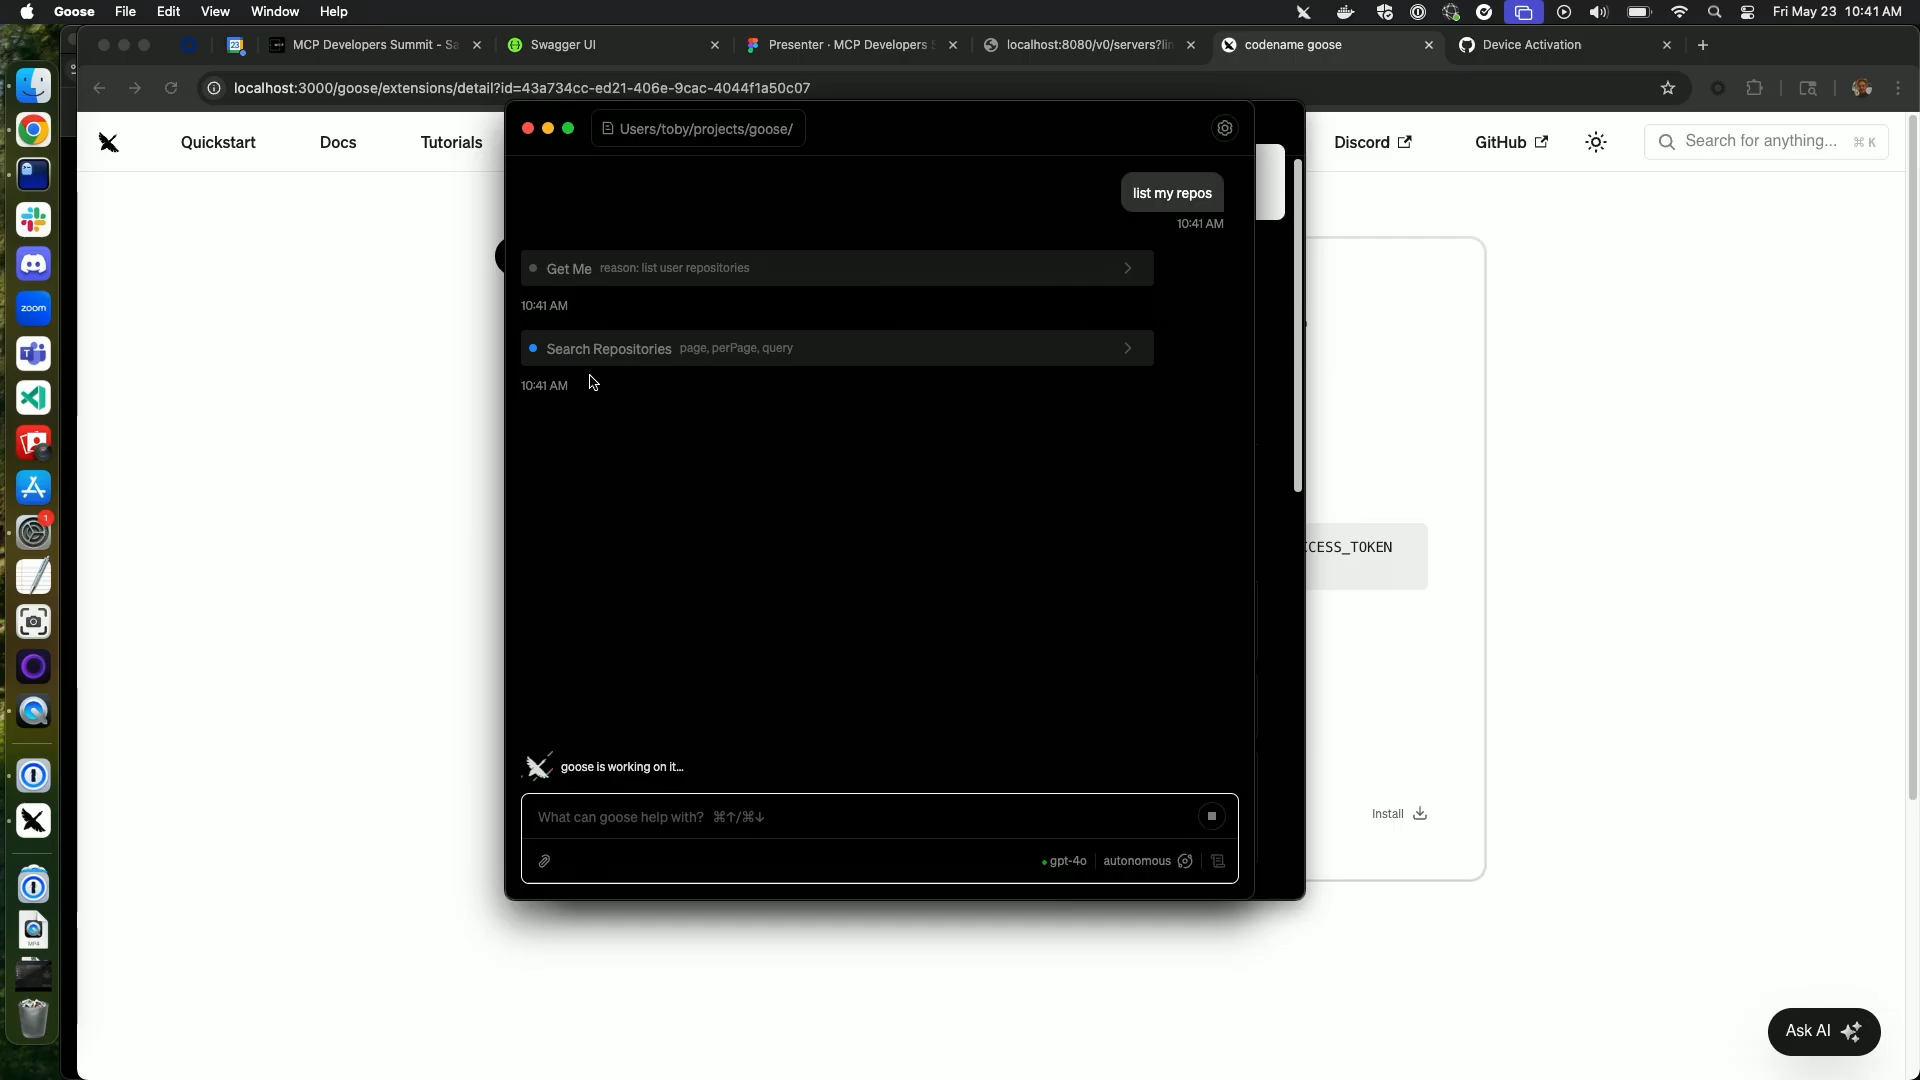 Goose File Edit View Window Help
Fri May 23 10:41 AM
23 MCP Developers Summit - Sa
Swagger UI
Presenter · MCP Developers S
localhost:8080/v0/servers?lim
codename goose
Device Activation
localhost:3000/goose/extensions/detail?id=43a734cc-ed21-406e-9cac-4044f1a50c07
Quickstart Docs Tutorials
Discord GitHub Search for anything... ⌘ K
Users/toby/projects/goose/
list my repos
10:41 AM
Get Me reason: list user repositories
10:41 AM
Search Repositories page, perPage, query
10:41 AM
CESS_TOKEN
goose is working on it…
What can goose help with? ⌘↑/⌘↓
gpt-4o autonomous
Install
Ask AI
zoom
1
MP4